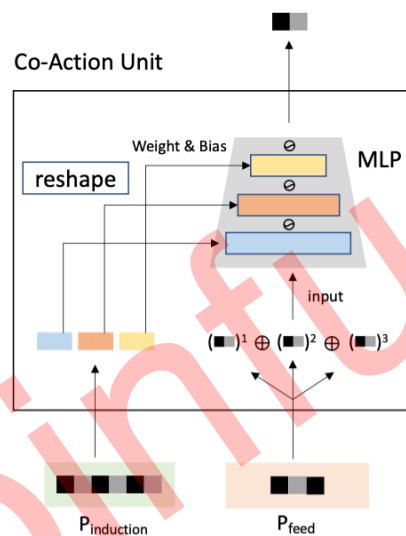 Co-Action Unit
Weight & Bias
MLP
reshape
input
( )¹ ⊕ ( )² ⊕ ( )³
P_induction
P_feed